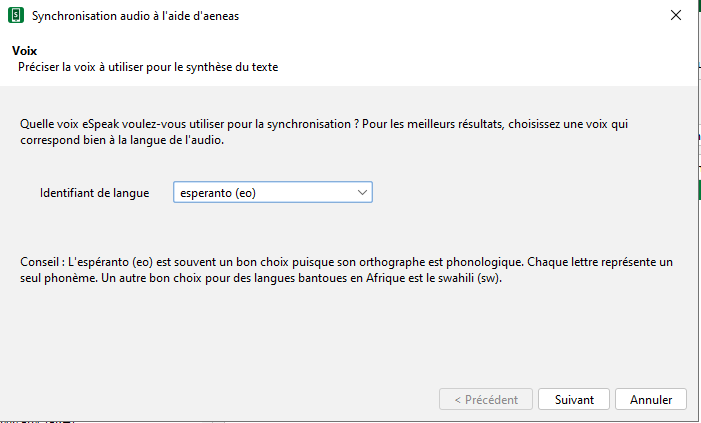 Synchronisation audio à l'aide d'aeneas
Voix
Préciser la voix à utiliser pour le synthèse du texte
Quelle voix eSpeak voulez-vous utiliser pour la synchronisation ? Pour les meilleurs résultats, choisissez une voix qui
correspond bien à la langue de l'audio.
Identifiant de langue
esperanto (eo)
Conseil : L'espéranto (eo) est souvent un bon choix puisque son orthographe est phonologique. Chaque lettre représente un
seul phonème. Un autre bon choix pour des langues bantoues en Afrique est le swahili (sw).
< Précédent
Suivant
Annuler